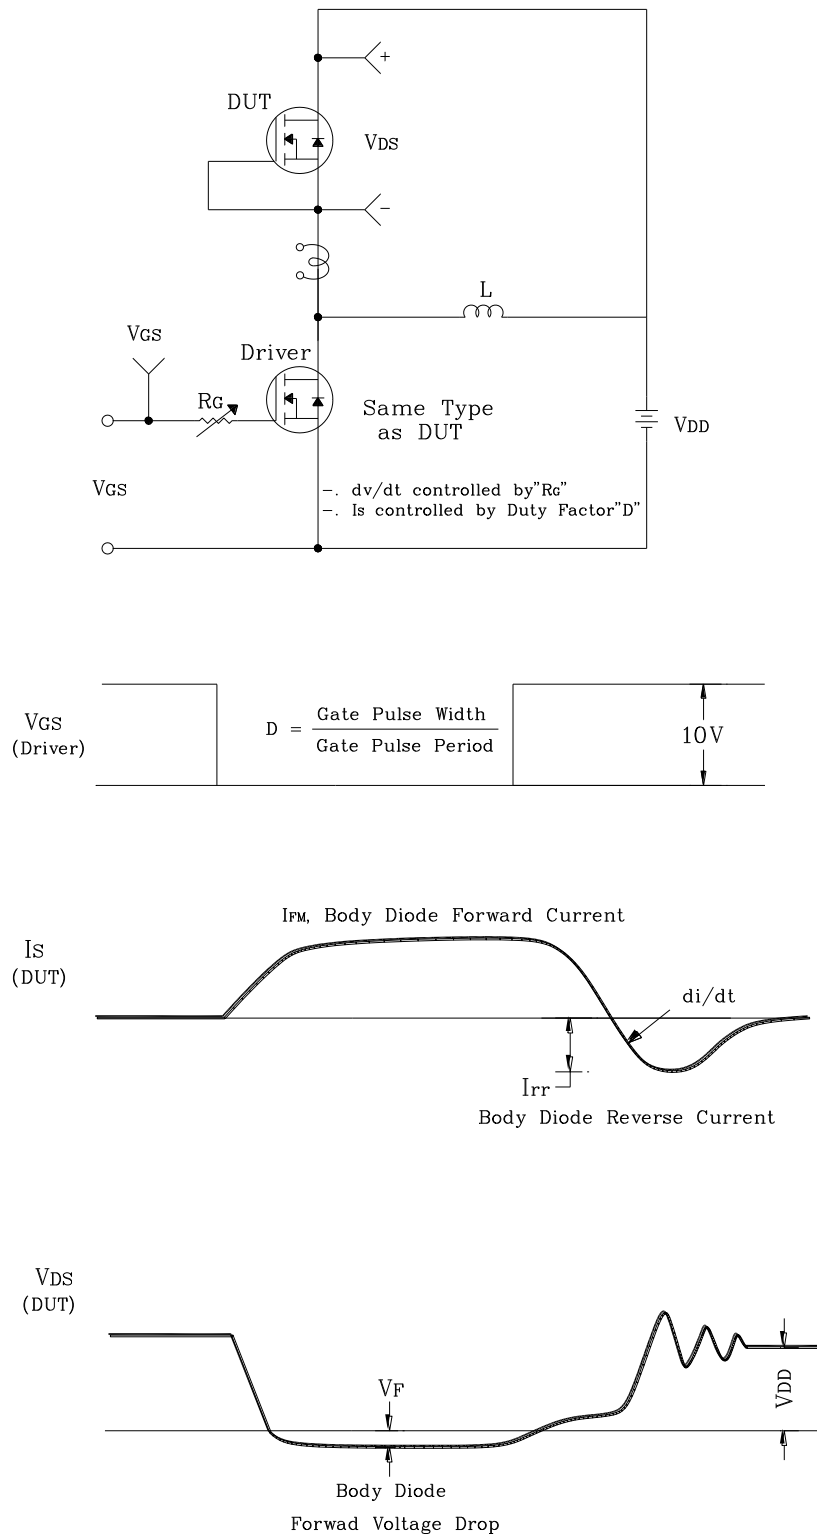 +
DUT
VDS
-
L
VGS
Driver
RG
Same Type
as DUT
VDD
VGS
-. dv/dt controlled by"RG"
-. Is controlled by Duty Factor"D"
VGS
(Driver)
D = Gate Pulse Width
Gate Pulse Period
10V
IFM, Body Diode Forward Current
IS
(DUT)
di/dt
Irr
Body Diode Reverse Current
VDS
(DUT)
VF
VDD
Body Diode
Forwad Voltage Drop